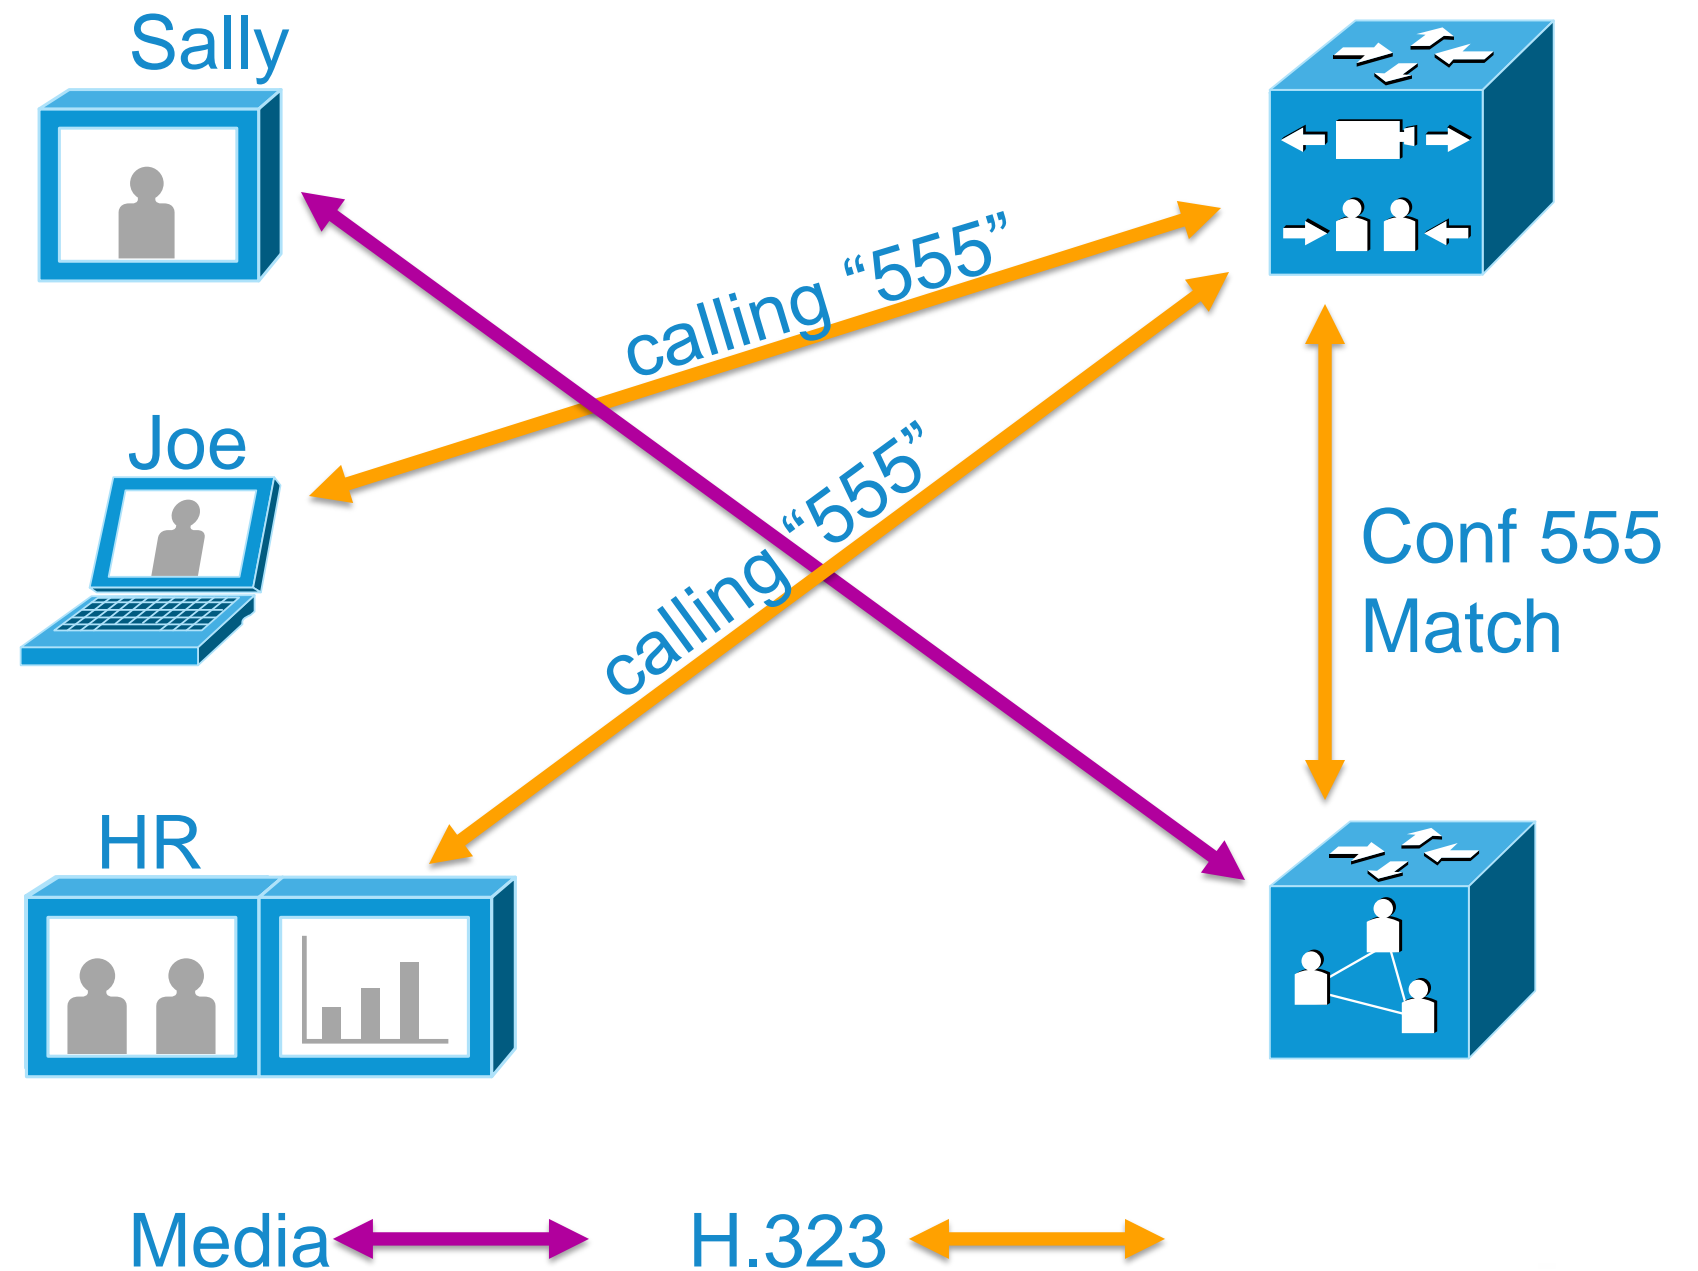 Sally
calling “555”
Joe
calling “555”
Conf 555
Match
HR
Media
H.323